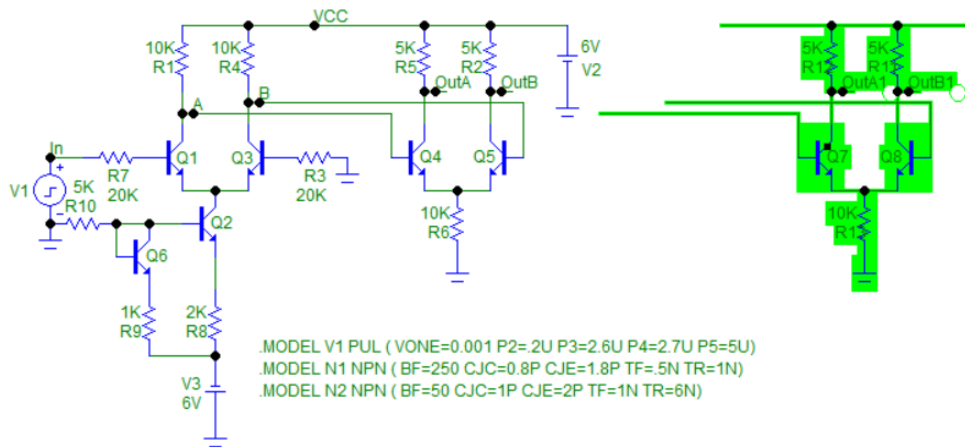 VCC
10K
R1
10K
R4
5K
R5
5K
R2
6V
V2
5K
R1
5K
R1
OutA
OutB
OutA1
OutB1
A
B
In
Q1
Q3
Q4
Q5
Q7
Q8
R7
20K
R3
20K
V1
5K
R10
Q2
10K
R6
10K
R1
Q6
1K
R9
2K
R8
V3
6V
.MODEL V1 PUL ( VONE=0.001 P2=.2U P3=2.6U P4=2.7U P5=5U)
.MODEL N1 NPN ( BF=250 CJC=0.8P CJE=1.8P TF=.5N TR=1N)
.MODEL N2 NPN ( BF=50 CJC=1P CJE=2P TF=1N TR=6N)